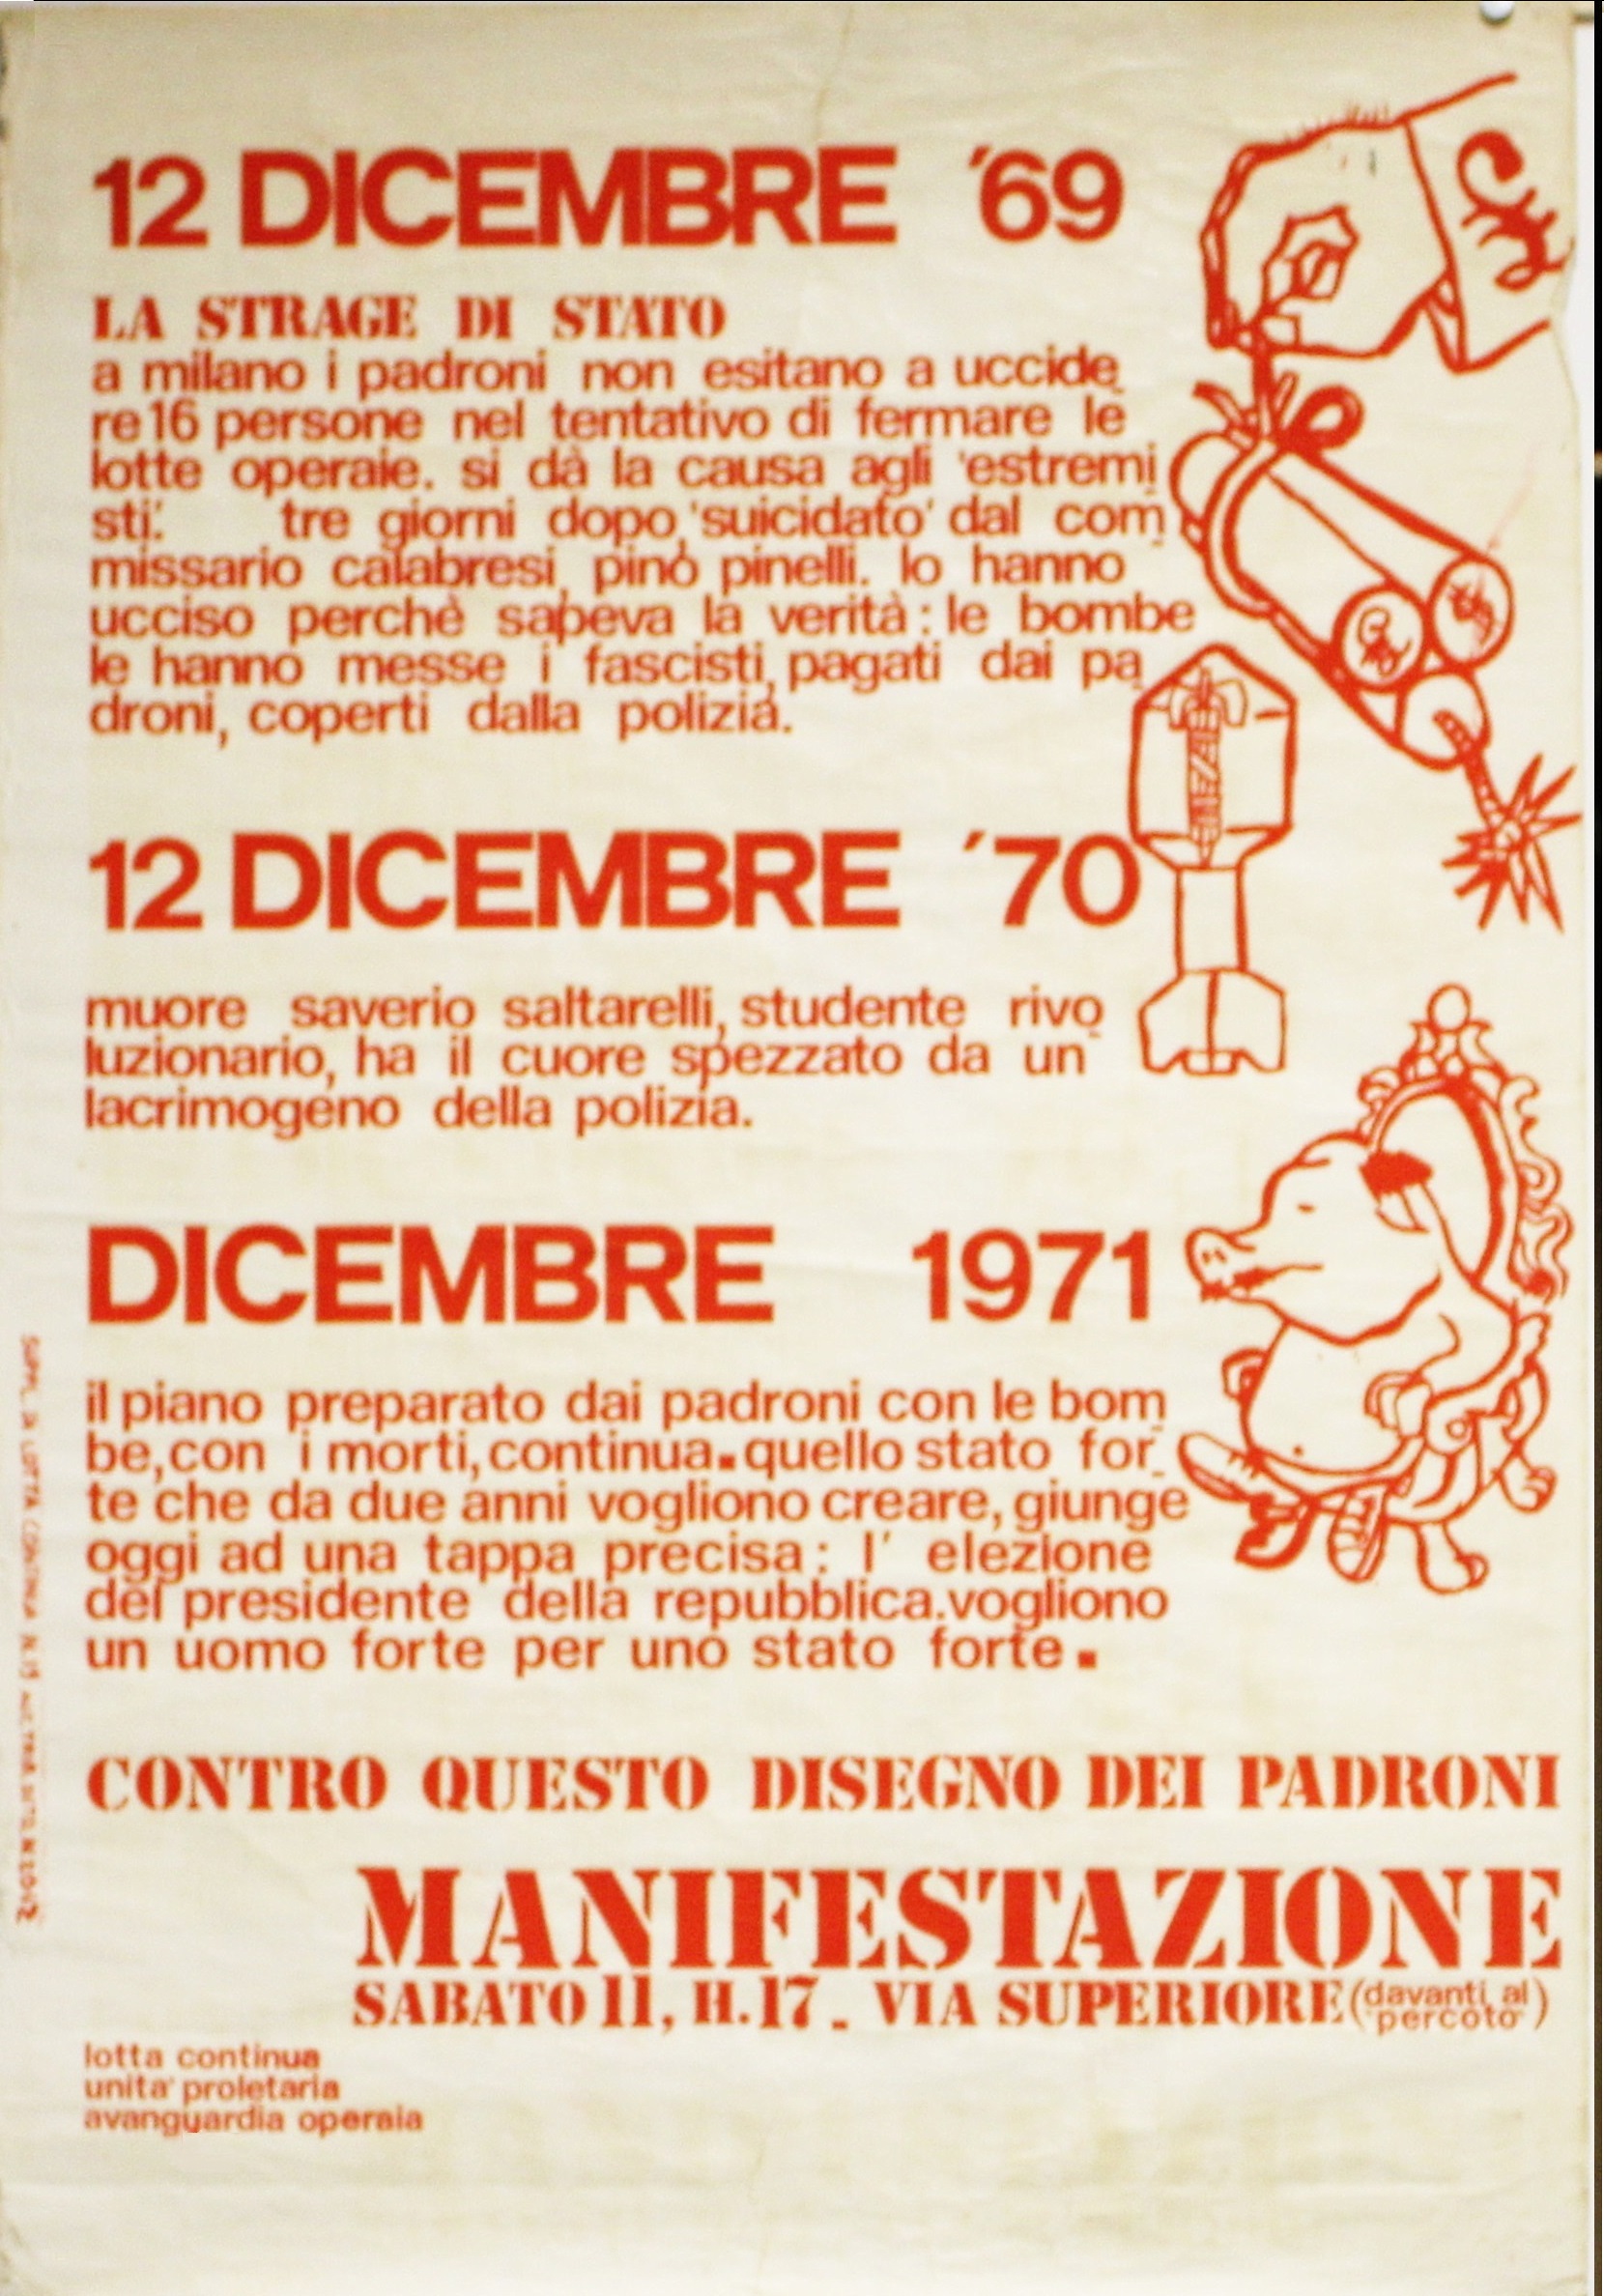 12 DICEMBRE '69
LA STRAGE DI STATO
a milano i padroni non esitano a uccide
re 16 persone nel tentativo di fermare le
lotte operaie. si dà la causa agli 'estremi
sti'. tre giorni dopo, 'suicidato' dal com
missario calabresi, pino pinelli. lo hanno
ucciso perchè sapeva la verità : le bombe
le hanno messe i fascisti, pagati dai pa
droni, coperti dalla polizia.
12 DICEMBRE '70
muore saverio saltarelli, studente rivo
luzionario, ha il cuore spezzato da un
lacrimogeno della polizia.
DICEMBRE 1971
il piano preparato dai padroni con le bom
be, con i morti, continua. quello stato for
te che da due anni vogliono creare, giunge
oggi ad una tappa precisa : l' elezione
del presidente della repubblica. vogliono
un uomo forte per uno stato forte.
CONTRO QUESTO DISEGNO DEI PADRONI
MANIFESTAZIONE
SABATO 11, H. 17 - VIA SUPERIORE (davanti al
percoto)
lotta continua
unita' proletaria
avanguardia operaia
SUPPL. DI LOTTA CONTINUA N. TRIB.